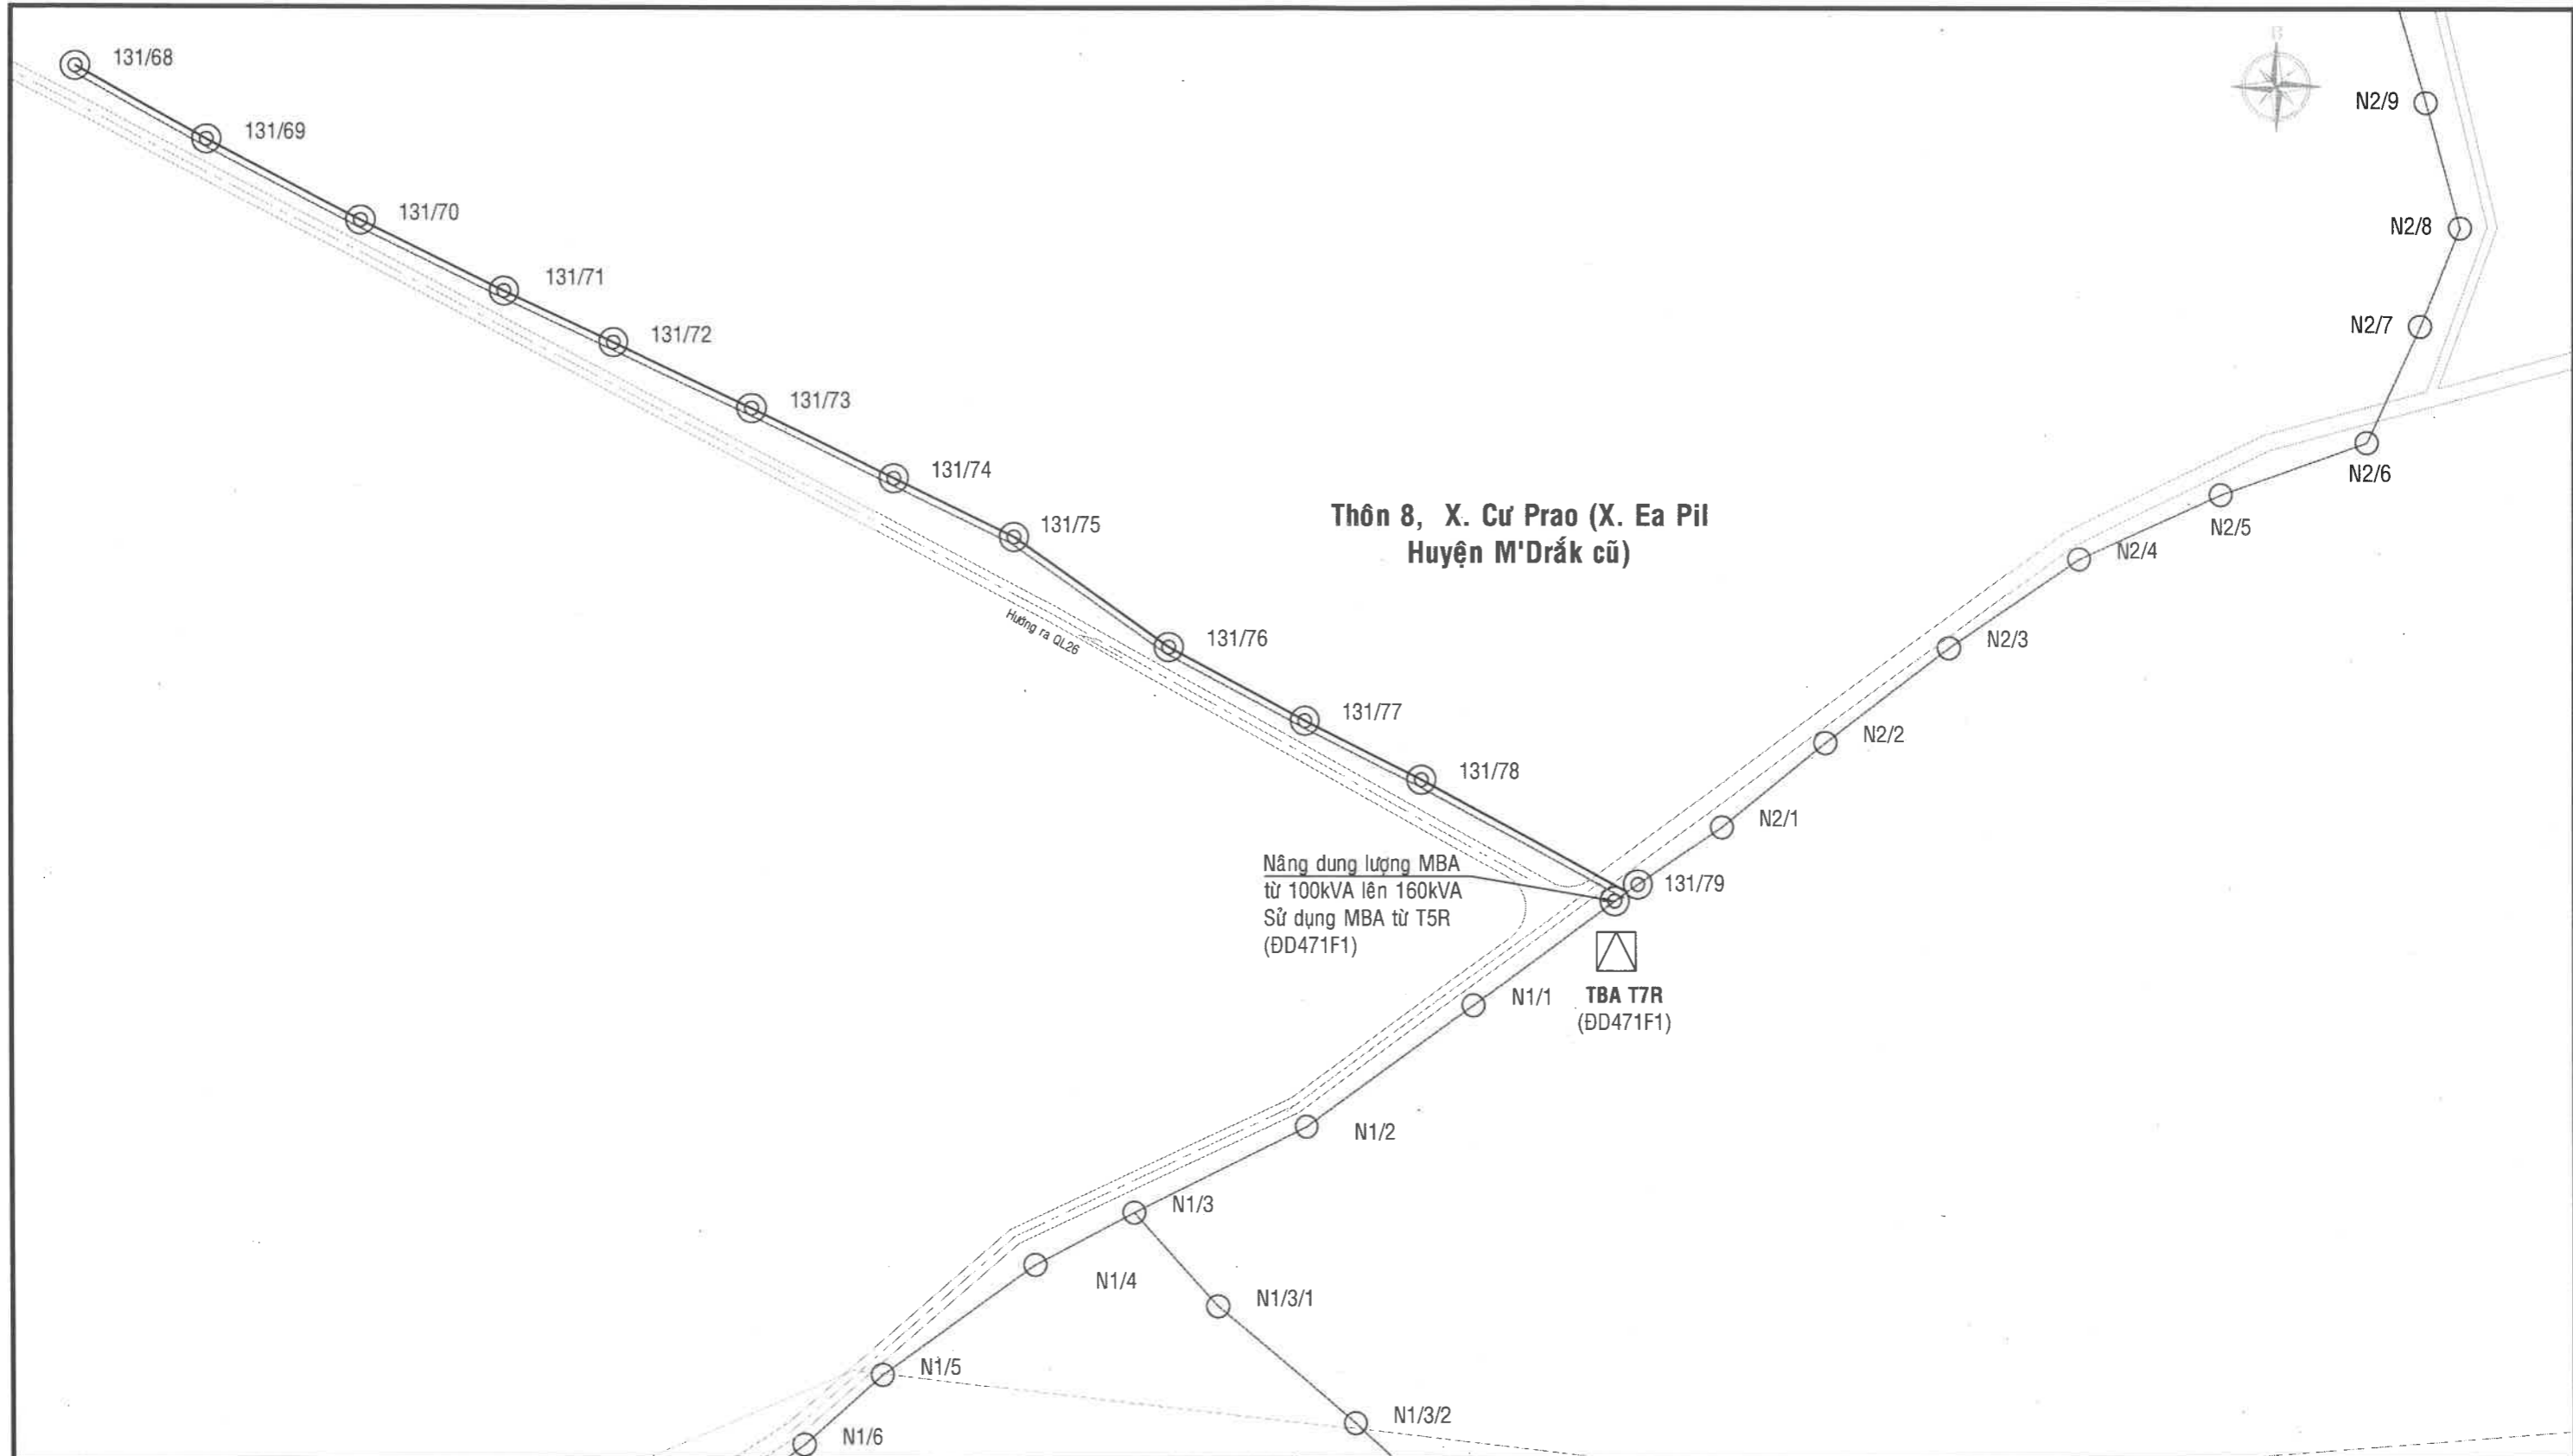 131/68
B
131/69
N2/9
131/70
N2/8
131/71
131/72
N2/7
131/73
131/74
N2/6
131/75
Thôn 8, X. Cư Prao (X. Ea Pil
Huyện M'Drắk cũ)
N2/5
N2/4
Hướng ra QL26
131/76
N2/3
131/77
N2/2
131/78
N2/1
Nâng dung lượng MBA
từ 100kVA lên 160kVA
Sử dụng MBA từ T5R
(ĐD471F1)
131/79
N1/1
TBA T7R
(ĐD471F1)
N1/2
N1/3
N1/4
N1/3/1
N1/5
N1/3/2
N1/6